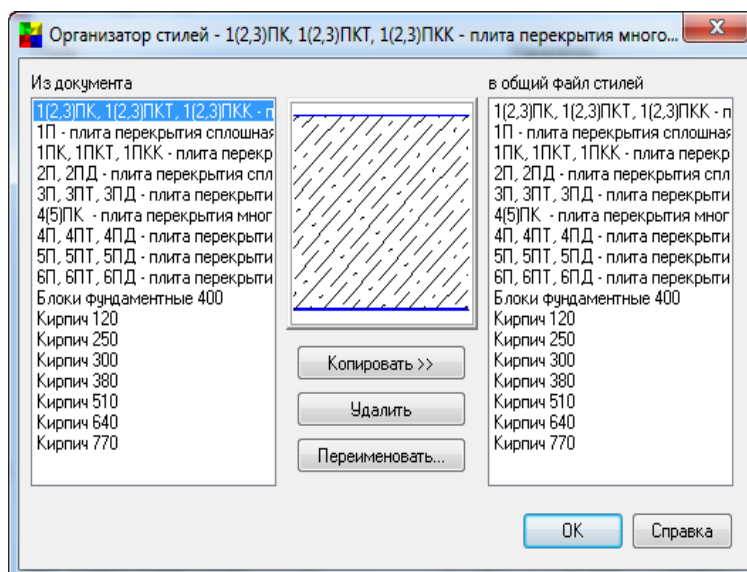 Организатор стилей - 1(2,3)ПК, 1(2,3)ПКТ, 1(2,3)ПКК - плита перекрытия много...
Из документа
1(2,3)ПК, 1(2,3)ПКТ, 1(2,3)ПКК - п
1П - плита перекрытия сплошная
1ПК, 1ПКТ, 1ПКК - плита перекр
2П, 2ПД - плита перекрытия спл
3П, 3ПТ, 3ПД - плита перекрыти
4(5)ПК - плита перекрытия мног
4П, 4ПТ, 4ПД - плита перекрыти
5П, 5ПТ, 5ПД - плита перекрыти
6П, 6ПТ, 6ПД - плита перекрыти
Блоки фундаментные 400
Кирпич 120
Кирпич 250
Кирпич 300
Кирпич 380
Кирпич 510
Кирпич 640
Кирпич 770
Копировать >>
Удалить
Переименовать...
в общий файл стилей
1(2,3)ПК, 1(2,3)ПКТ, 1(2,3)ПКК - п
1П - плита перекрытия сплошная
1ПК, 1ПКТ, 1ПКК - плита перекр
2П, 2ПД - плита перекрытия спл
3П, 3ПТ, 3ПД - плита перекрыти
4(5)ПК - плита перекрытия мног
4П, 4ПТ, 4ПД - плита перекрыти
5П, 5ПТ, 5ПД - плита перекрыти
6П, 6ПТ, 6ПД - плита перекрыти
Блоки фундаментные 400
Кирпич 120
Кирпич 250
Кирпич 300
Кирпич 380
Кирпич 510
Кирпич 640
Кирпич 770
ОК
Справка